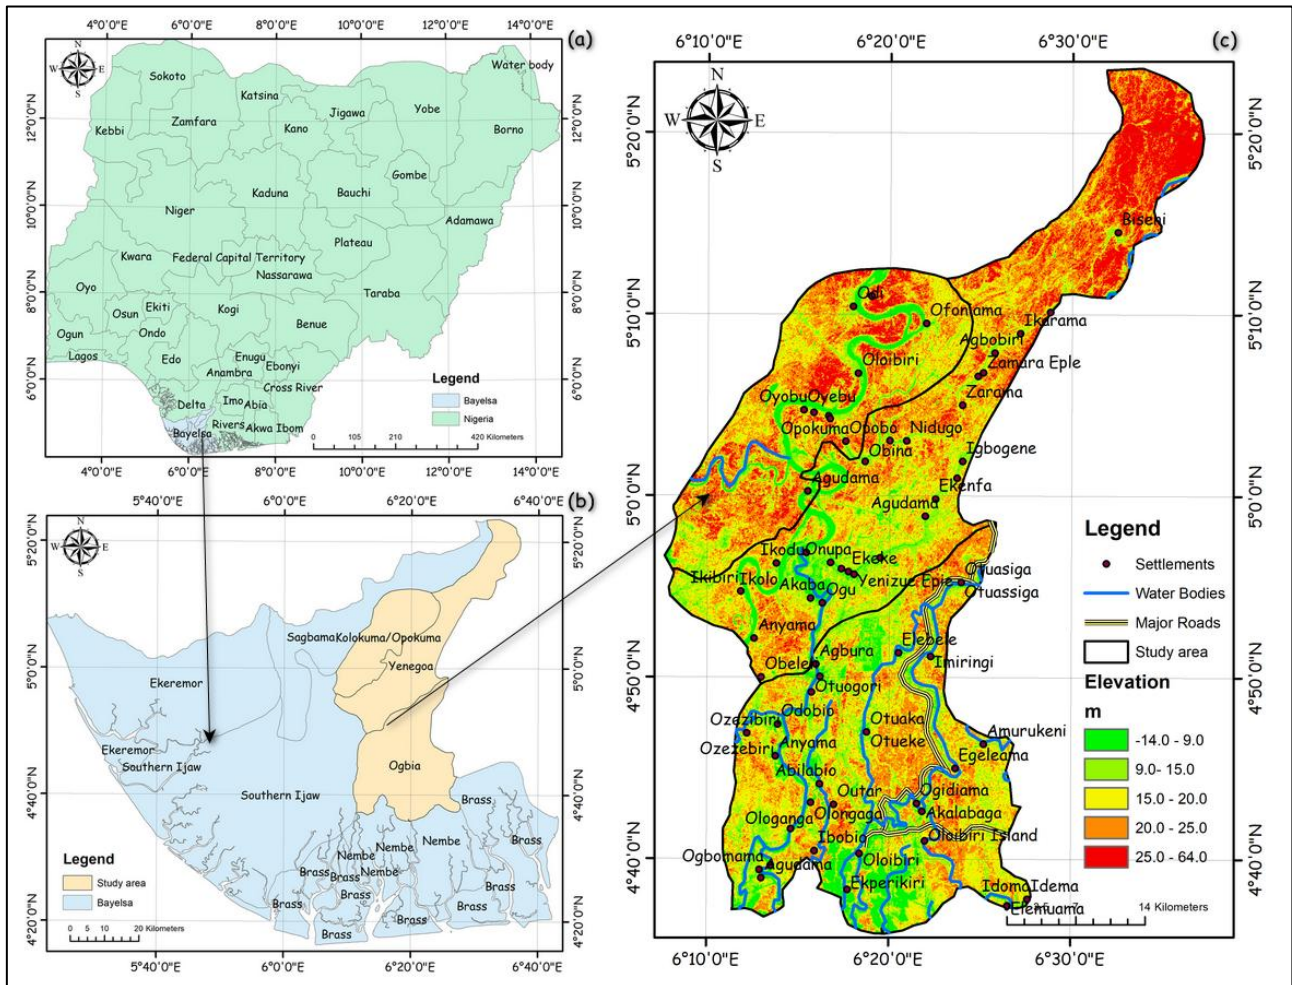 (a)
4°0'0"E 6°0'0"E 8°0'0"E 10°0'0"E 12°0'0"E 14°0'0"E
N
W E
S
12°0'0"N
10°0'0"N
8°0'0"N
6°0'0"N
Water body
Sokoto
Katsina
Jigawa
Yobe
Kebbi
Zamfara
Kano
Borno
Gombe
Kaduna
Bauchi
Niger
Adamawa
Plateau
Kwara
Federal Capital Territory
Nassarawa
Oyo
Taraba
Osun
Ekiti
Kogi
Ogun
Ondo
Benue
Lagos
Edo
Enugu
Anambra
Ebonyi
Cross River
Delta
Imo
Abia
Bayelsa
Rivers
Akwa Ibom
Legend
Bayelsa
Nigeria
0 105 210 420 Kilometers
12°0'0"N
10°0'0"N
8°0'0"N
6°0'0"N
4°0'0"E 6°0'0"E 8°0'0"E 10°0'0"E 12°0'0"E 14°0'0"E
(b)
5°40'0"E 6°0'0"E 6°20'0"E 6°40'0"E
N
W E
S
5°20'0"N
5°0'0"N
4°40'0"N
4°20'0"N
Sagbama
Kolokuma/Opokuma
Yenegoa
Ekeremor
Ekeremor
Southern Ijaw
Southern Ijaw
Ogbia
Brass
Nembe
Nembe
Brass
Nembe
Brass
Brass
Nembe
Brass
Brass
Brass
Brass
Brass
Brass
Legend
Study area
Bayelsa
0 5 10 20 Kilometers
5°20'0"N
5°0'0"N
4°40'0"N
4°20'0"N
5°40'0"E 6°0'0"E 6°20'0"E 6°40'0"E
(c)
6°10'0"E 6°20'0"E 6°30'0"E
N
W E
S
5°20'0"N
5°10'0"N
5°0'0"N
4°50'0"N
4°40'0"N
Biseni
Odi
Ofonlama
Ikarama
Agbobiri
Oloibiri
Zamara Eple
Zarama
Oyobu
Oyebu
Opokuma
Opobo
Nidugo
Obina
Igbogene
Agudama
Agudama
Ekenfa
Ikodu
Onupa
Ekeke
Ikibiri
Ikolo
Akaba
Ogu
Yenizue Epie
Otuasiga
Otuassiga
Anyama
Agbura
Elebele
Obele
Imiringi
Otuogori
Ozezibiri
Odobio
Otuaka
Amurukeni
Ozezebiri
Anyama
Otueke
Egeleama
Abilabio
Outar
Ogidiama
Ologanga
Olongaga
Akalabaga
Ibobio
Oloibiri Island
Ogbomama
Agudama
Oloibiri
Ekperikiri
Idoma
Idema
Elemuama
Legend
Settlements
Water Bodies
Major Roads
Study area
Elevation
m
-14.0 - 9.0
9.0- 15.0
15.0 - 20.0
20.0 - 25.0
25.0 - 64.0
3.5 7 14 Kilometers
5°20'0"N
5°10'0"N
5°0'0"N
4°50'0"N
4°40'0"N
6°10'0"E 6°20'0"E 6°30'0"E